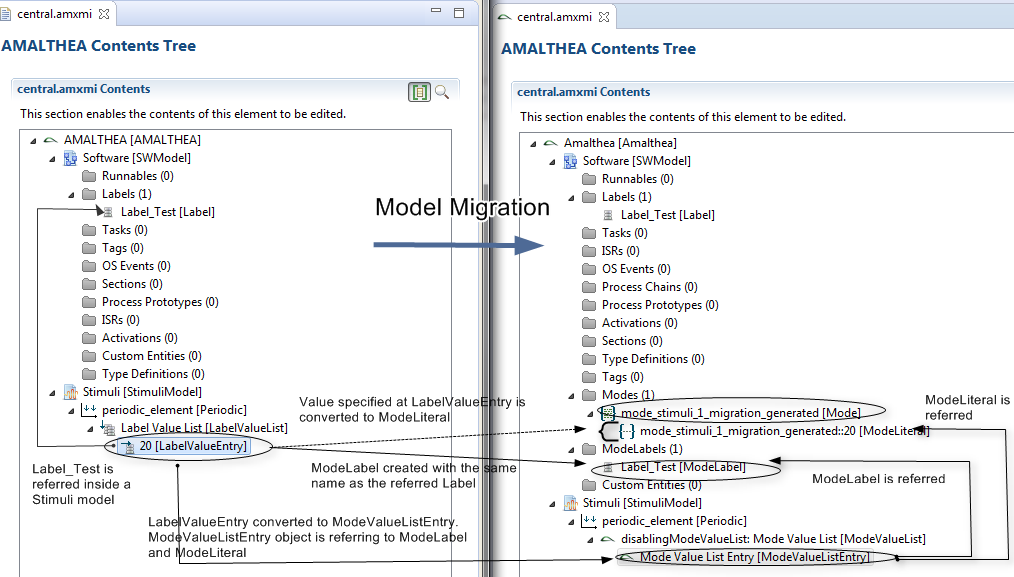 central.amxmi
AMALTHEA Contents Tree
central.amxmi Contents
This section enables the contents of this element to be edited.
AMALTHEA [AMALTHEA]
Software [SWModel]
Runnables (0)
Labels (1)
Label_Test [Label]
Tasks (0)
Tags (0)
OS Events (0)
Sections (0)
Process Prototypes (0)
ISRs (0)
Activations (0)
Custom Entities (0)
Type Definitions (0)
Stimuli [StimuliModel]
periodic_element [Periodic]
Label Value List [LabelValueList]
20 [LabelValueEntry]
Label_Test is
referred inside a
Stimuli model
Model Migration
Value specified at LabelValueEntry is
converted to ModeLiteral
ModeLabel created with the same
name as the referred Label
LabelValueEntry converted to ModeValueListEntry.
ModeValueListEntry object is referring to ModeLabel
and ModeLiteral
central.amxmi
AMALTHEA Contents Tree
central.amxmi Contents
This section enables the contents of this element to be edited.
Amalthea [Amalthea]
Software [SWModel]
Runnables (0)
Labels (1)
Label_Test [Label]
Tasks (0)
ISRs (0)
OS Events (0)
Process Chains (0)
Process Prototypes (0)
Activations (0)
Sections (0)
Type Definitions (0)
Tags (0)
Modes (1)
mode_stimuli_1_migration_generated [Mode]
mode_stimuli_1_migration_generated::20 [ModeLiteral]
ModeLabels (1)
Label_Test [ModeLabel]
Custom Entities (0)
Stimuli [StimuliModel]
periodic_element [Periodic]
disablingModeValueList: Mode Value List [ModeValueList]
Mode Value List Entry [ModeValueListEntry]
ModeLiteral is
referred
ModeLabel is referred